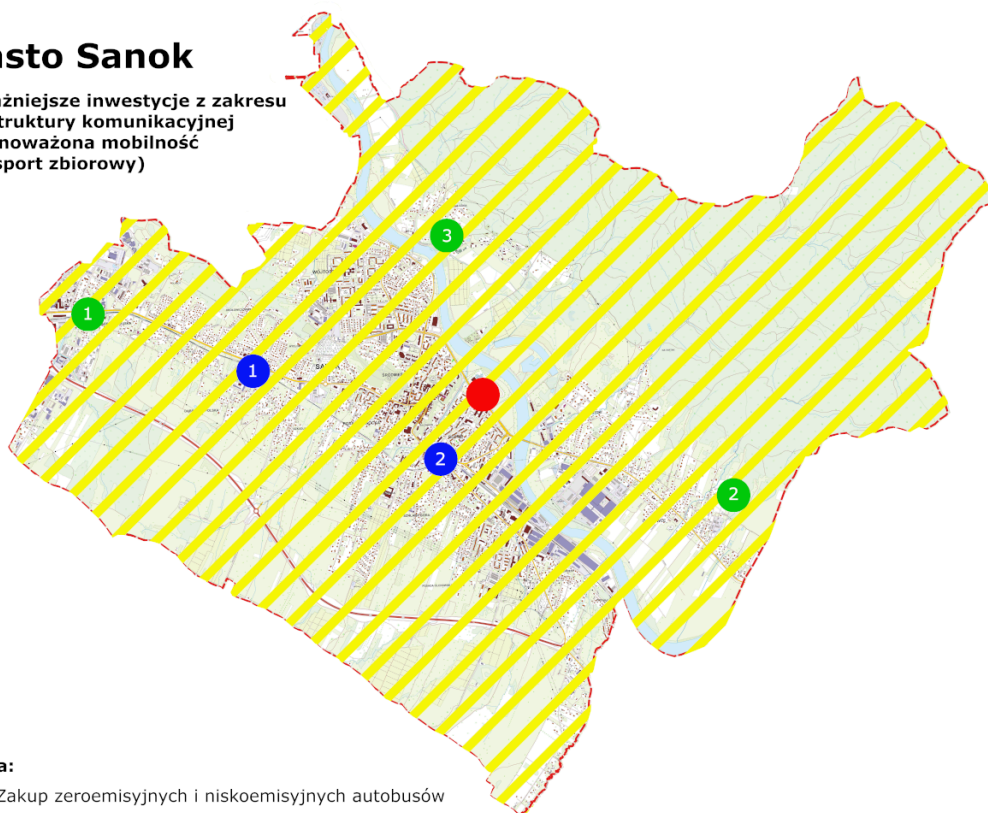 asto Sanok
ażniejsze inwestycje z zakresu
truktury komunikacyjnej
noważona mobilność
sport zbiorowy)
3
1
1
2
2
a:
Zakup zeroemisyjnych i niskoemisyjnych autobusów